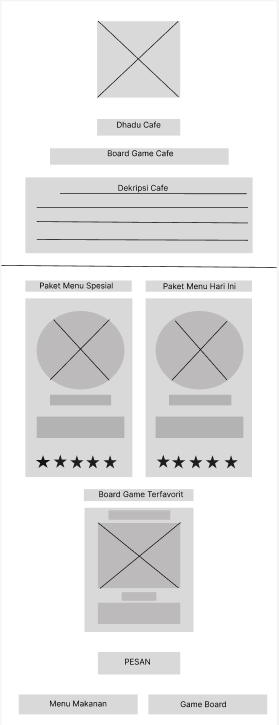 Dhadu Cafe
Board Game Cafe
Dekripsi Cafe
Paket Menu Spesial
Paket Menu Hari Ini
Board Game Terfavorit
PESAN
Menu Makanan
Game Board